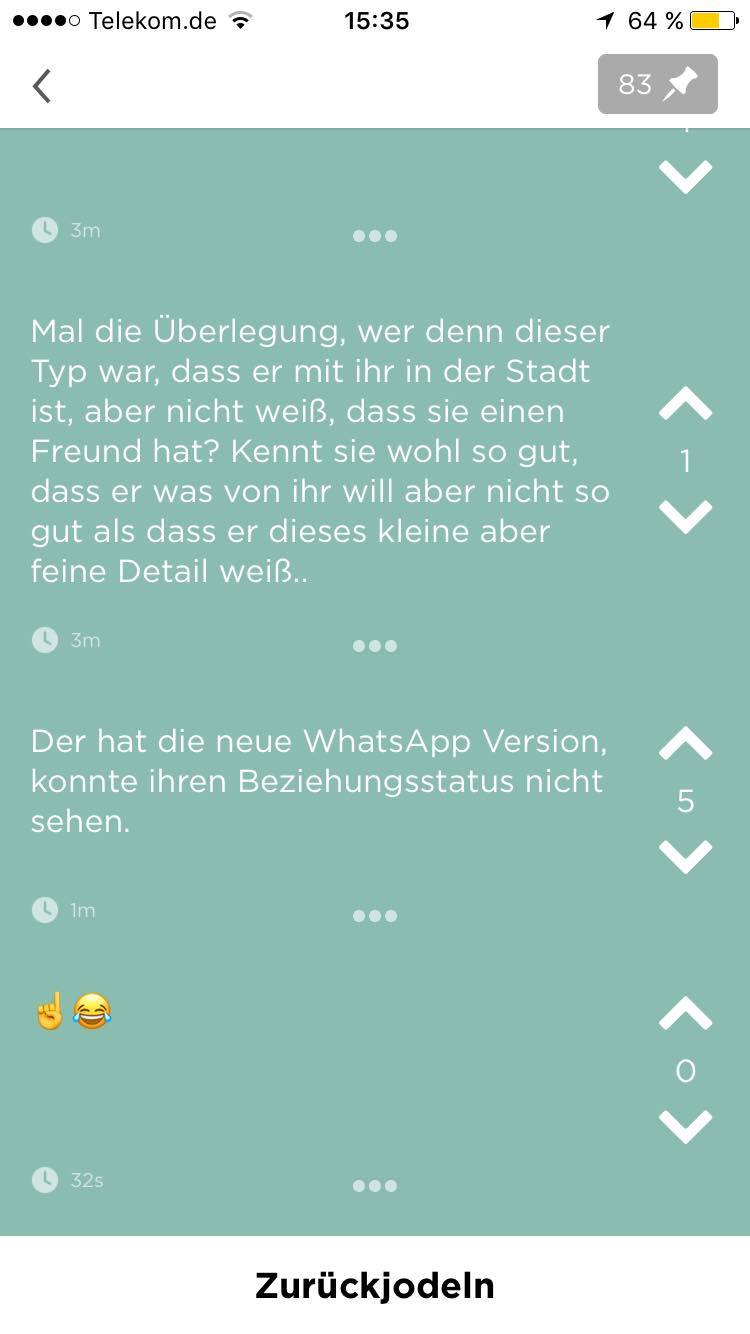 Telekom.de 15:35 64 %
83
3m
Mal die Überlegung, wer denn dieser
Typ war, dass er mit ihr in der Stadt
ist, aber nicht weiß, dass sie einen
Freund hat? Kennt sie wohl so gut,
dass er was von ihr will aber nicht so
gut als dass er dieses kleine aber
feine Detail weiß..
1
3m
Der hat die neue WhatsApp Version,
konnte ihren Beziehungsstatus nicht
sehen.
5
1m
☝️😂
0
32s
Zurückjodeln